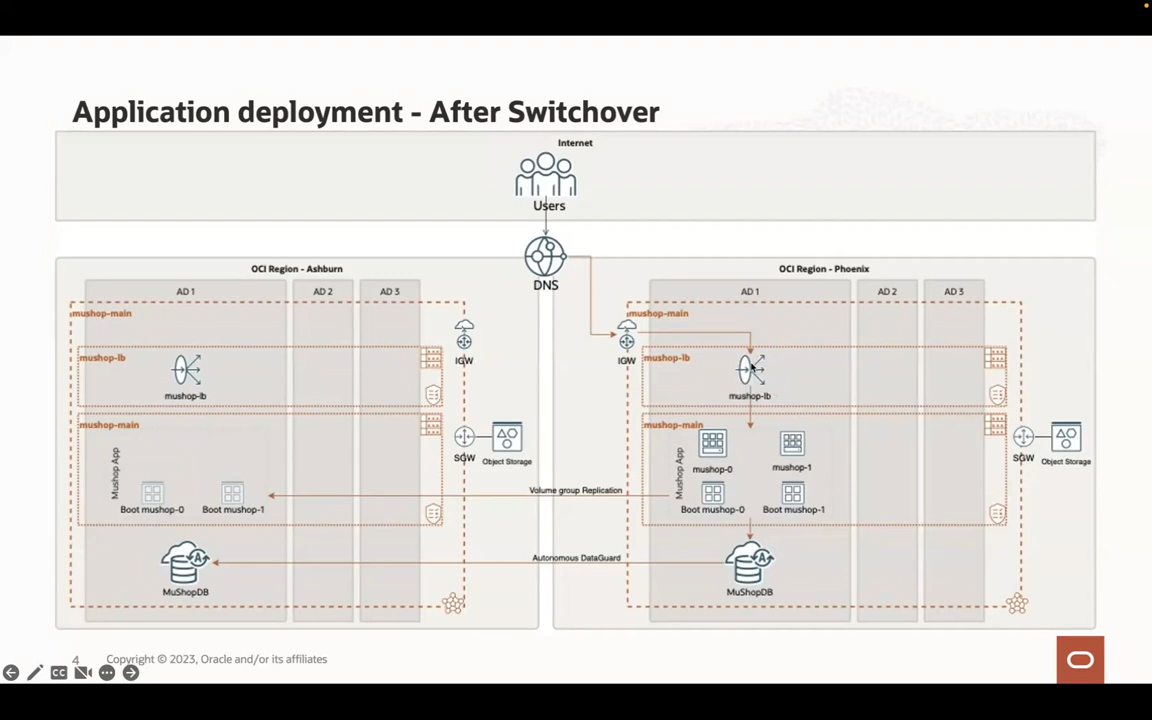 Application deployment - After Switchover
Internet
Users
DNS
OCI Region - Ashburn
AD 1
AD 2
AD 3
mushop-main
IGW
mushop-lb
mushop-lb
mushop-main
Mushop App
SGW
Object Storage
Boot mushop-0
Boot mushop-1
MuShopDB
Volume group Replication
Autonomous DataGuard
OCI Region - Phoenix
AD 1
AD 2
AD 3
mushop-main
IGW
mushop-lb
mushop-lb
mushop-main
Mushop App
mushop-0
mushop-1
SGW
Object Storage
Boot mushop-0
Boot mushop-1
A
MuShopDB
A
4
Copyright © 2023, Oracle and/or its affiliates
CC